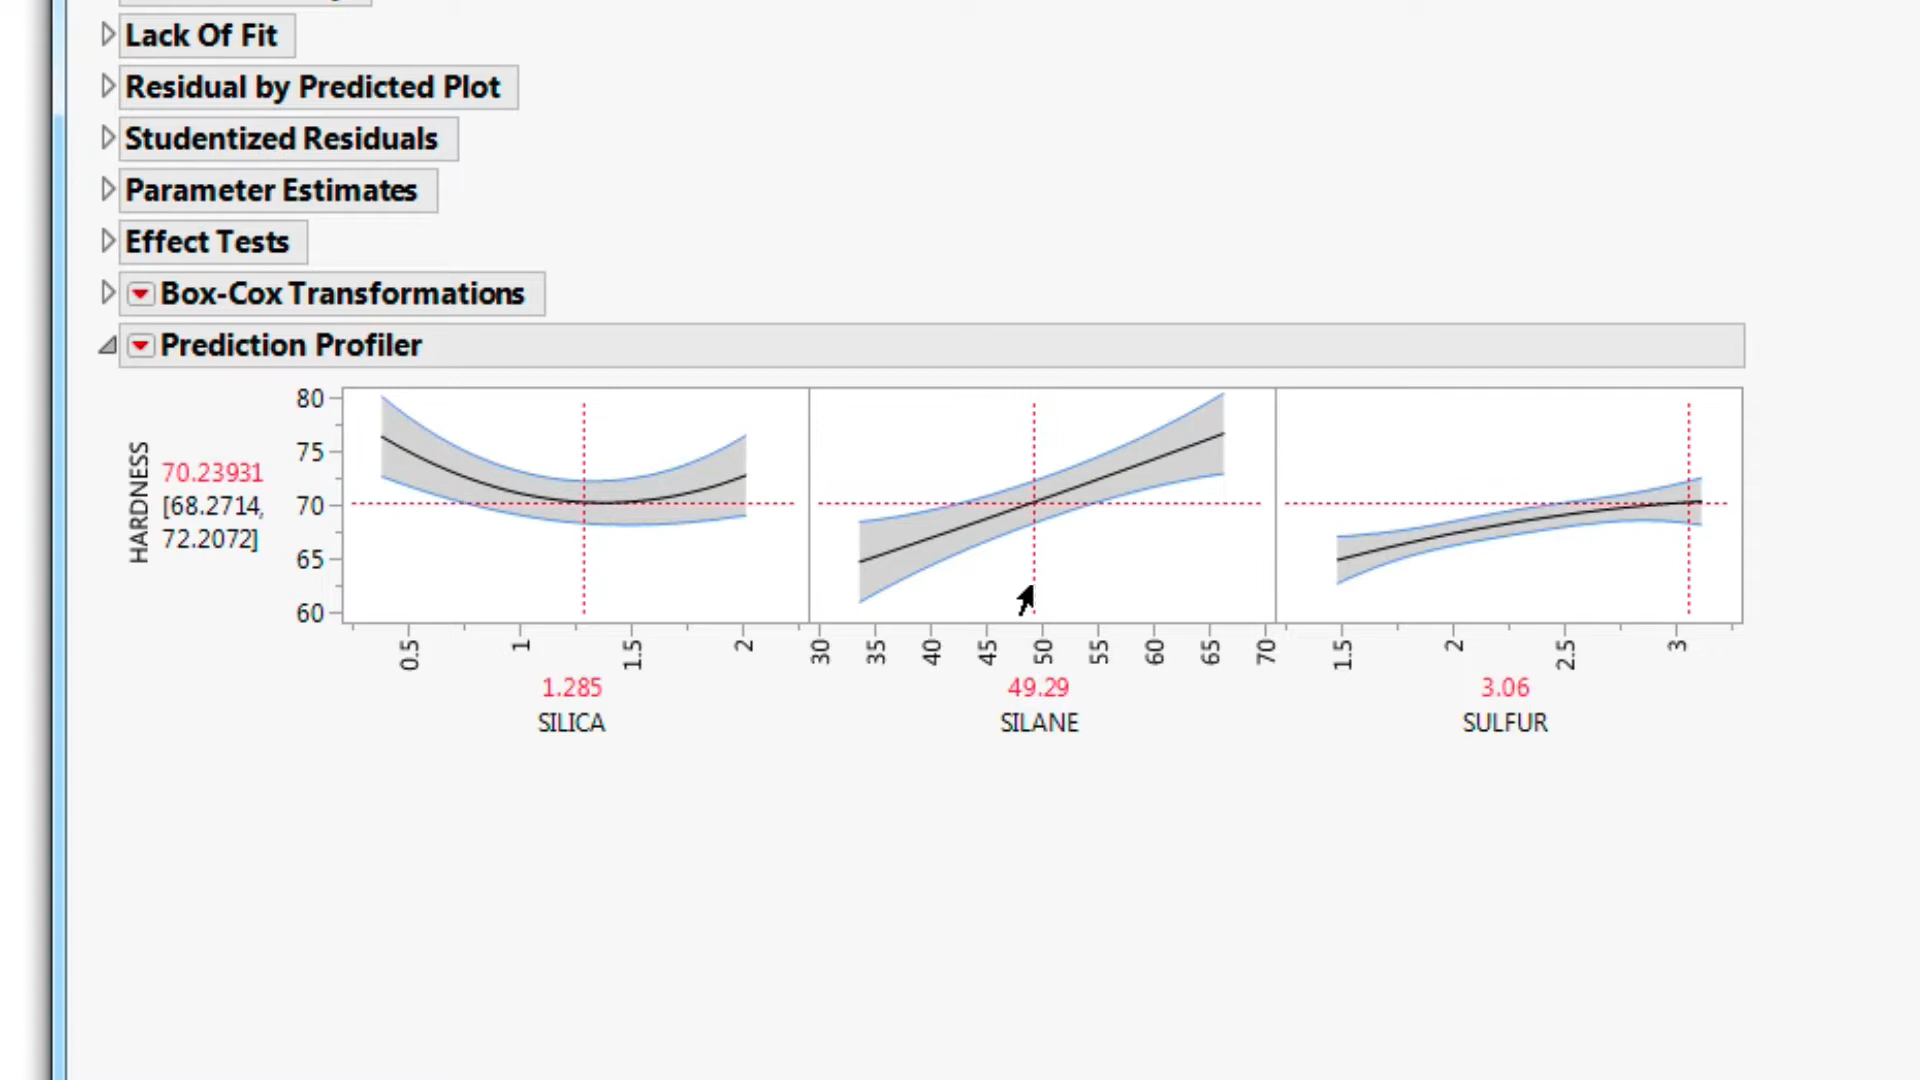 Lack Of Fit
Residual by Predicted Plot
Studentized Residuals
Parameter Estimates
Effect Tests
Box-Cox Transformations
Prediction Profiler
HARDNESS
70.23931
[68.2714,
72.2072]
80
75
70
65
60
0.5 1 1.5 2
30 35 40 45 50 55 60 65 70
1.5 2 2.5 3
1.285 49.29 3.06
SILICA SILANE SULFUR